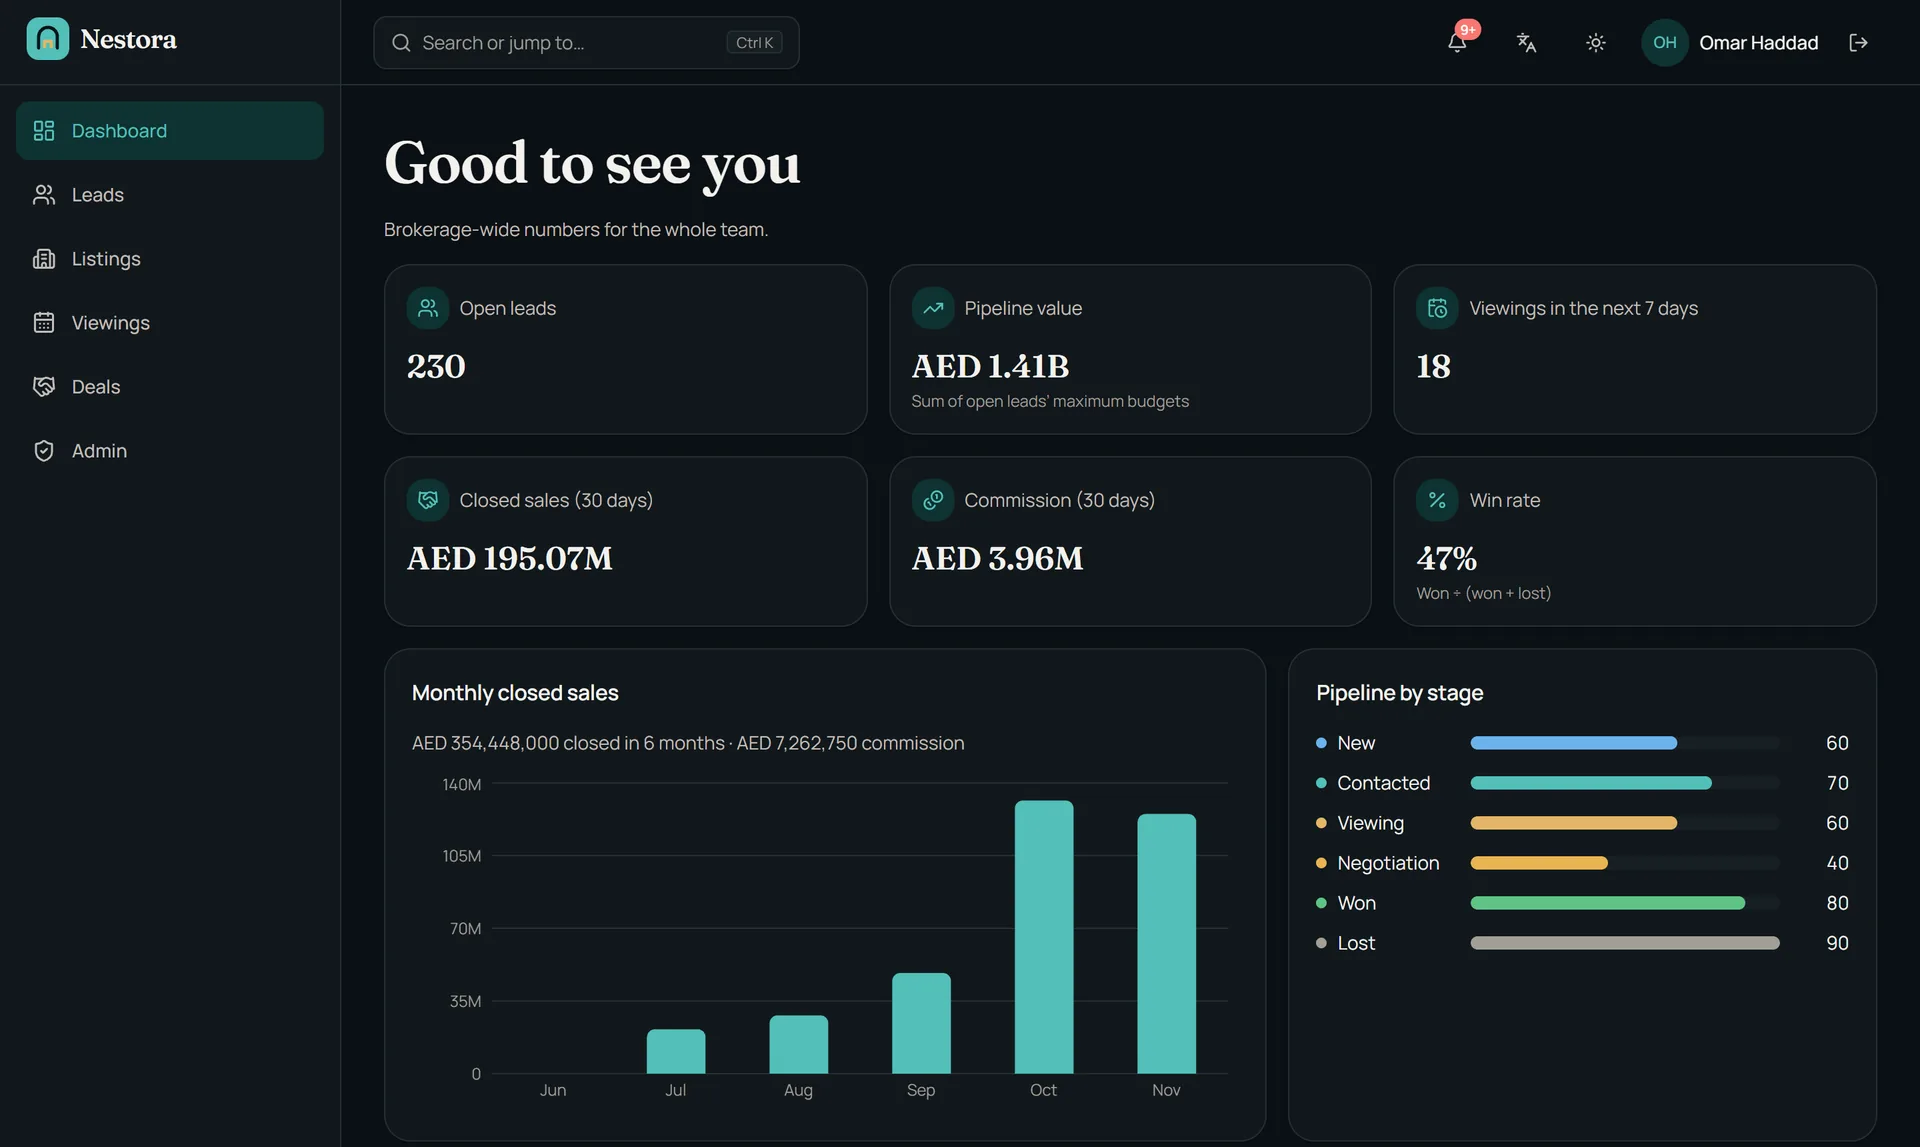 Nestora
Search or jump to…
Ctrl K
9+
OH
Omar Haddad
Dashboard
Leads
Listings
Viewings
Deals
Admin
Good to see you
Brokerage-wide numbers for the whole team.
Open leads
230
Pipeline value
AED 1.41B
Sum of open leads’ maximum budgets
Viewings in the next 7 days
18
Closed sales (30 days)
AED 195.07M
Commission (30 days)
AED 3.96M
Win rate
47%
Won ÷ (won + lost)
Monthly closed sales
AED 354,448,000 closed in 6 months · AED 7,262,750 commission
140M
105M
70M
35M
0
Jun
Jul
Aug
Sep
Oct
Nov
Pipeline by stage
New 60
Contacted 70
Viewing 60
Negotiation 40
Won 80
Lost 90